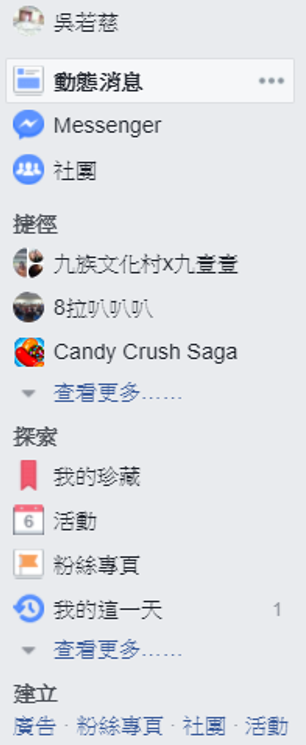 吳若慈
動態消息
Messenger
社團
捷徑
九族文化村x九壹壹
8拉叭叭叭
Candy Crush Saga
查看更多……
探索
我的珍藏
6
活動
粉絲專頁
我的這一天 1
查看更多……
建立
廣告 · 粉絲專頁 · 社團 · 活動